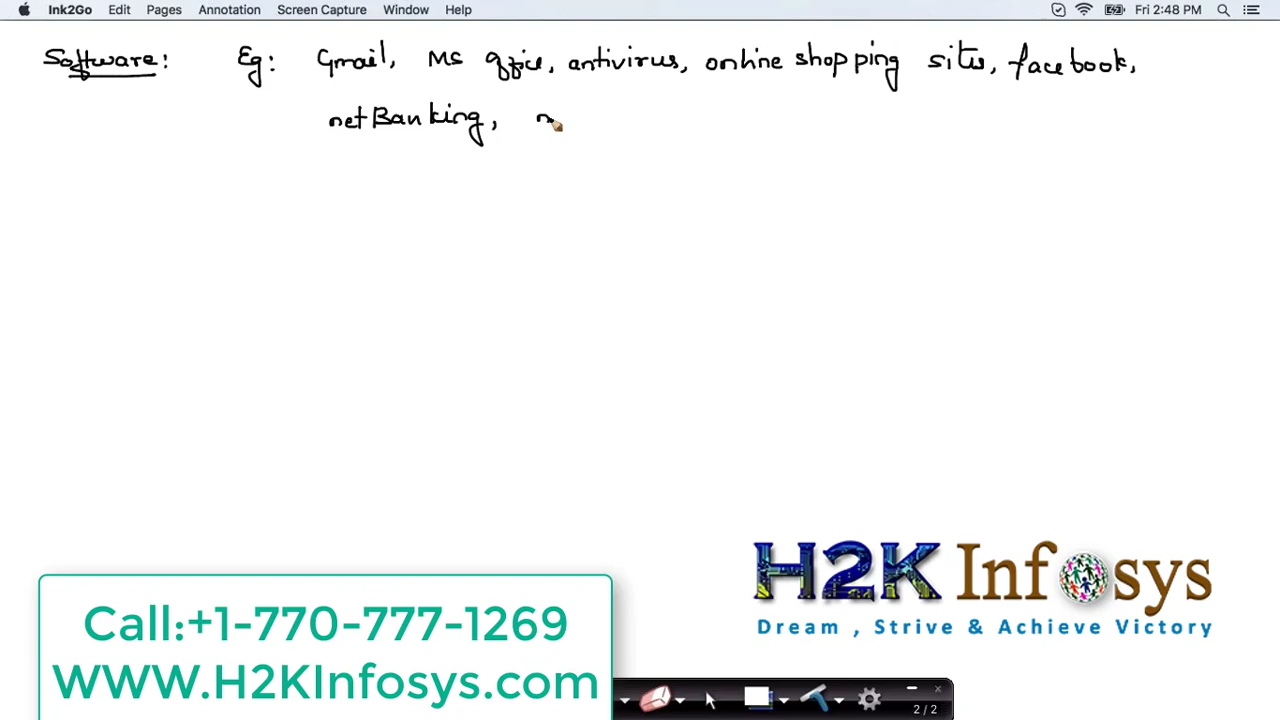 Ink2Go Edit Pages Annotation Screen Capture Window Help Fri 2:48 PM
Software: Eg: Gmail, MS office, antivirus, online shopping sites, facebook,
netBanking,
H2K Infosys
Dream , Strive & Achieve Victory
Call:+1-770-777-1269
WWW.H2KInfosys.com
2 / 2